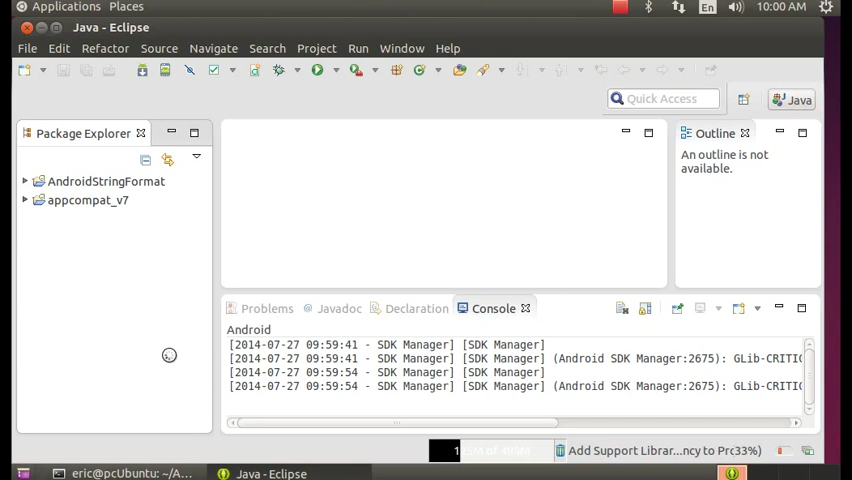 Applications Places
En
10:00 AM
Java - Eclipse
File Edit Refactor Source Navigate Search Project Run Window Help
Quick Access
Java
Package Explorer
Outline
An outline is not
available.
AndroidStringFormat
appcompat_v7
Problems @ Javadoc Declaration Console
Android
[2014-07-27 09:59:41 - SDK Manager] [SDK Manager]
[2014-07-27 09:59:41 - SDK Manager] [SDK Manager] (Android SDK Manager:2675): GLib-CRITIC
[2014-07-27 09:59:54 - SDK Manager] [SDK Manager]
[2014-07-27 09:59:54 - SDK Manager] [SDK Manager] (Android SDK Manager:2675): GLib-CRITIC
Add Support Librar...ncy to Prc33%)
eric@pcUbuntu: ~/A...
Java - Eclipse